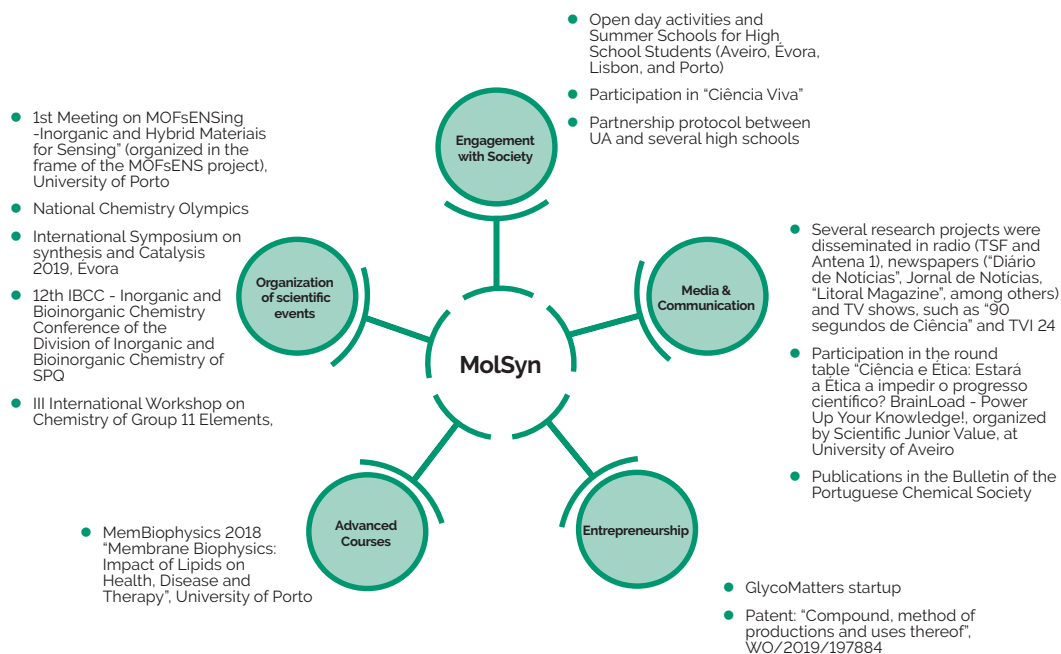 Open day activities and
Summer Schools for High
School Students (Aveiro, Évora,
Lisbon, and Porto)
Participation in “Ciência Viva”
Partnership protocol between
UA and several high schools
Engagement
with Society
1st Meeting on MOFsENSing
-Inorganic and Hybrid Materiais
for Sensing” (organized in the
frame of the MOFsENS project),
University of Porto
National Chemistry Olympics
International Symposium on
synthesis and Catalysis
2019, Évora
12th IBCC - Inorganic and
Bioinorganic Chemistry
Conference of the
Division of Inorganic and
Bioinorganic Chemistry of
SPQ
III International Workshop on
Chemistry of Group 11 Elements,
Organization
of scientific
events
Media &
Communication
Several research projects were
disseminated in radio (TSF and
Antena 1), newspapers (“Diário
de Notícias”, Jornal de Notícias,
“Litoral Magazine”, among others)
and TV shows, such as “90
segundos de Ciência” and TVI 24
Participation in the round
table “Ciência e Ética: Estará
a Ética a impedir o progresso
científico? BrainLoad - Power
Up Your Knowledge!, organized
by Scientific Junior Value, at
University of Aveiro
Publications in the Bulletin of the
Portuguese Chemical Society
MolSyn
Advanced
Courses
MemBiophysics 2018
“Membrane Biophysics:
Impact of Lipids on
Health, Disease and
Therapy”, University of Porto
Entrepreneurship
GlycoMatters startup
Patent: “Compound, method of
productions and uses thereof”,
WO/2019/197884